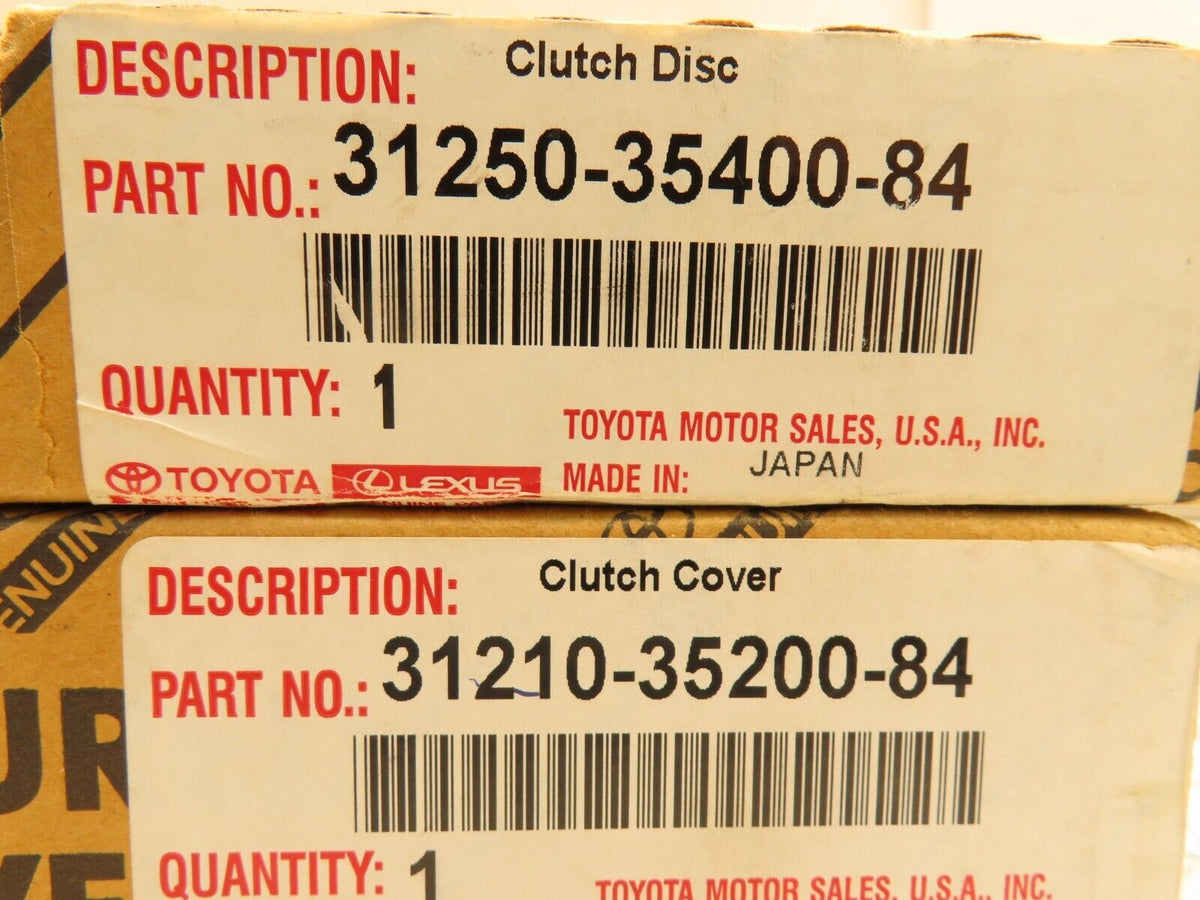 DESCRIPTION: Clutch Disc
PART NO.: 31250-35400-84
QUANTITY: 1
TOYOTA MOTOR SALES, U.S.A., INC.
TOYOTA LEXUS MADE IN: JAPAN
DESCRIPTION: Clutch Cover
PART NO.: 31210-35200-84
QUANTITY: 1
TOYOTA MOTOR SALES, U.S.A., INC.